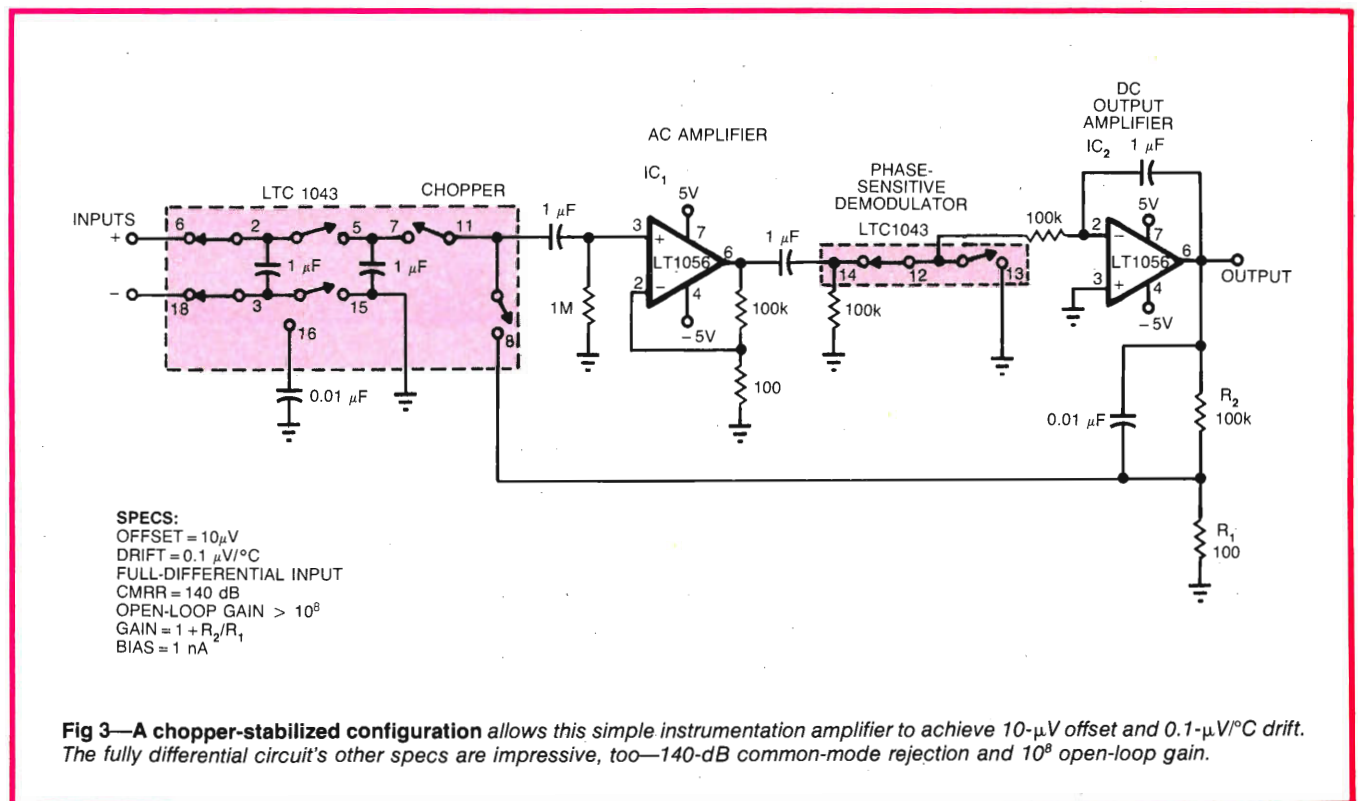 AC AMPLIFIER
DC
OUTPUT
AMPLIFIER
IC₂ 1 μF
IC₁
5V
PHASE-
SENSITIVE
DEMODULATOR
LTC1043
LTC 1043
CHOPPER
INPUTS
+
6
2
5
7
11
1 μF
1 μF
1 μF
−
18
3
15
16
8
0.01 μF
1M
3
+
7
LT1056
6
2
−
4
−5V
100k
100
1 μF
14
12
13
100k
100k
2
−
5V
7
LT1056
6
3
+
4
−5V
OUTPUT
0.01 μF
R₂
100k
R₁
100
SPECS:
OFFSET = 10μV
DRIFT = 0.1 μV/°C
FULL-DIFFERENTIAL INPUT
CMRR = 140 dB
OPEN-LOOP GAIN > 10⁸
GAIN = 1 + R₂/R₁
BIAS = 1 nA
Fig 3—A chopper-stabilized configuration allows this simple instrumentation amplifier to achieve 10-μV offset and 0.1-μV/°C drift.
The fully differential circuit's other specs are impressive, too—140-dB common-mode rejection and 10⁸ open-loop gain.